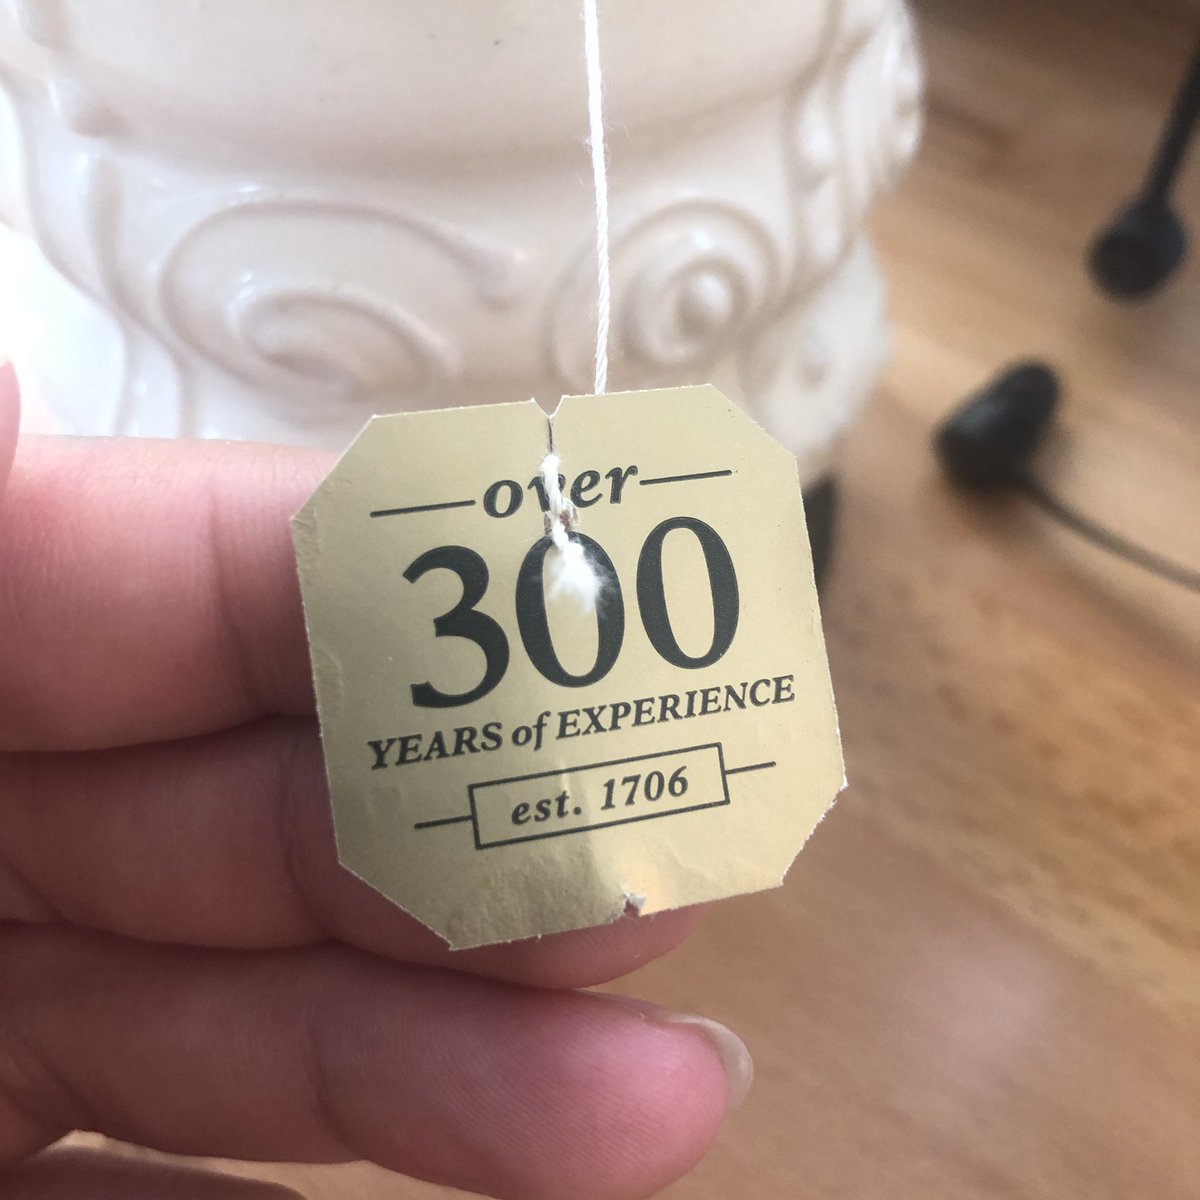 over
300
YEARS of EXPERIENCE
est. 1706